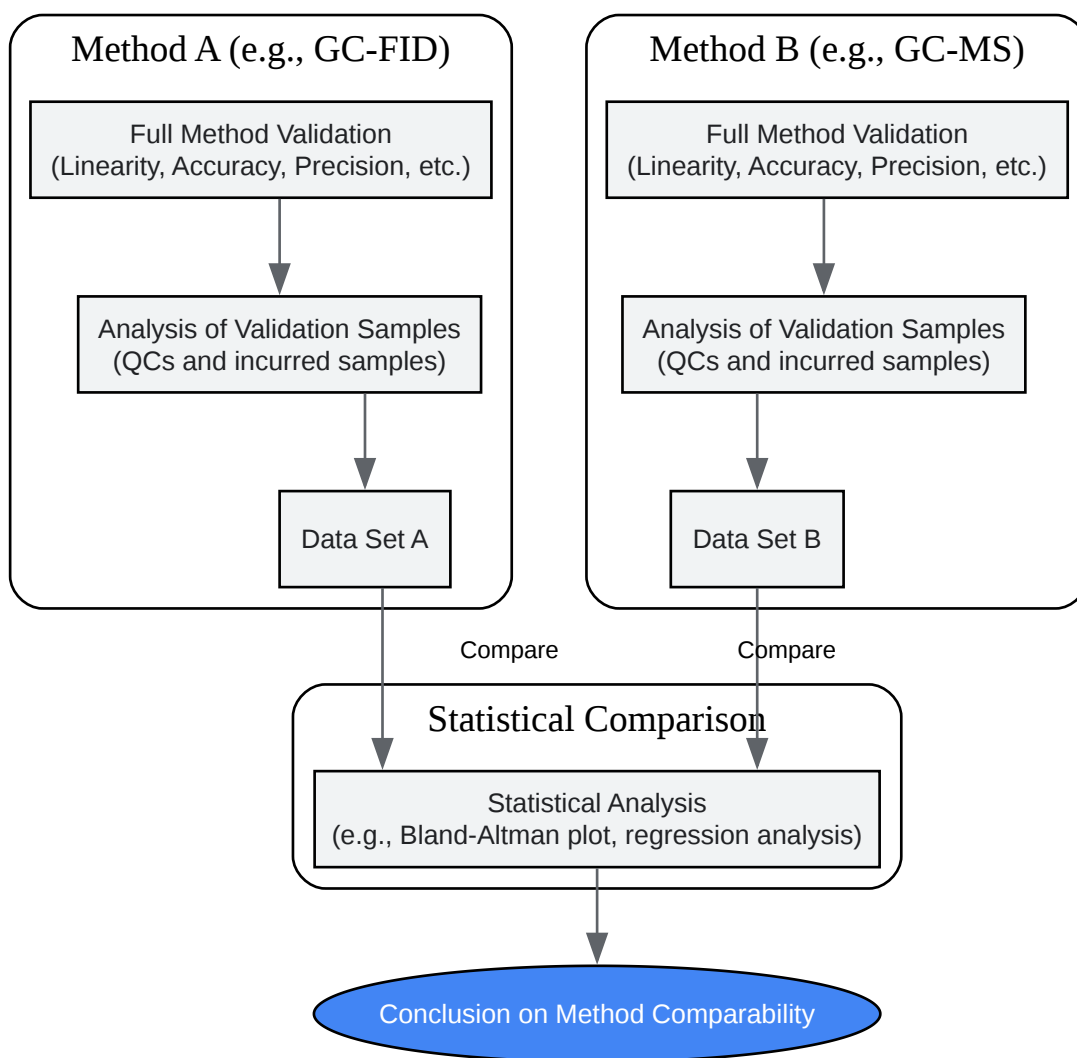 Method A (e.g., GC-FID)
Full Method Validation
(Linearity, Accuracy, Precision, etc.)
Analysis of Validation Samples
(QCs and incurred samples)
Data Set A
Method B (e.g., GC-MS)
Full Method Validation
(Linearity, Accuracy, Precision, etc.)
Analysis of Validation Samples
(QCs and incurred samples)
Data Set B
Compare
Compare
Statistical Comparison
Statistical Analysis
(e.g., Bland-Altman plot, regression analysis)
Conclusion on Method Comparability